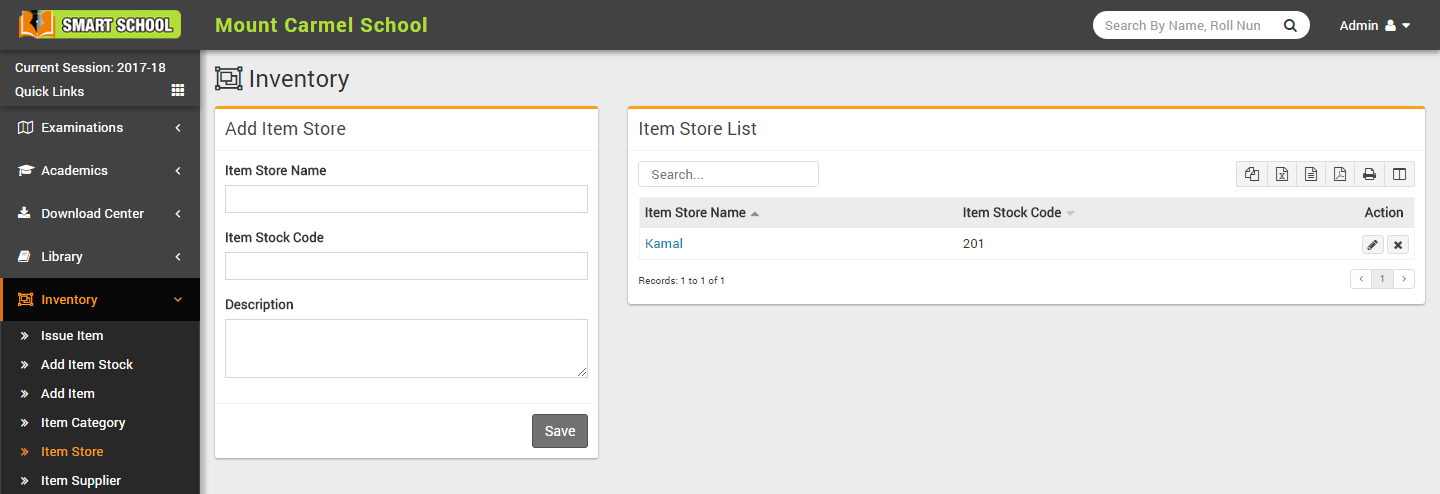 SMART SCHOOL
Mount Carmel School
Search By Name, Roll Nun
Admin
Current Session: 2017-18
Quick Links
Examinations
Academics
Download Center
Library
Inventory
Issue Item
Add Item Stock
Add Item
Item Category
Item Store
Item Supplier
Inventory
Add Item Store
Item Store Name
Item Stock Code
Description
Save
Item Store List
Search...
Item Store Name Item Stock Code Action
Kamal 201
Records: 1 to 1 of 1
1